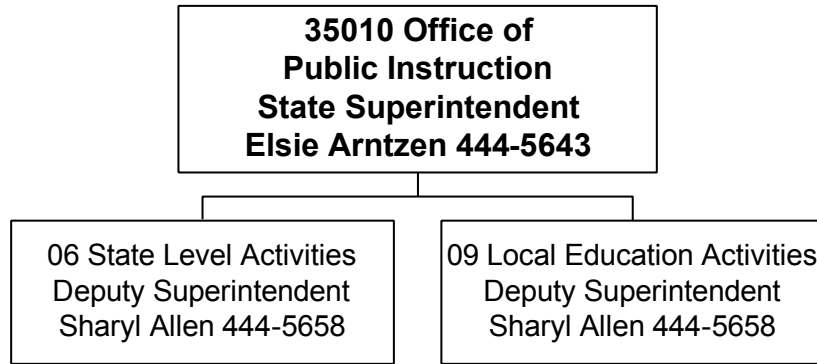 35010 Office of
Public Instruction
State Superintendent
Elsie Arntzen 444-5643
06 State Level Activities
Deputy Superintendent
Sharyl Allen 444-5658
09 Local Education Activities
Deputy Superintendent
Sharyl Allen 444-5658